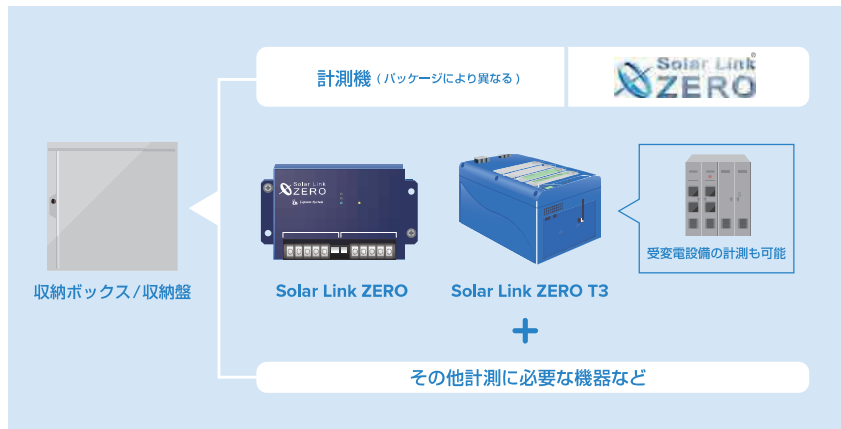 計測機 ( パッケージにより異なる )
Solar Link
ZERO
®
Solar Link
ZERO
収納ボックス/収納盤
Solar Link ZERO
Solar Link ZERO T3
受変電設備の計測も可能
+
その他計測に必要な機器など